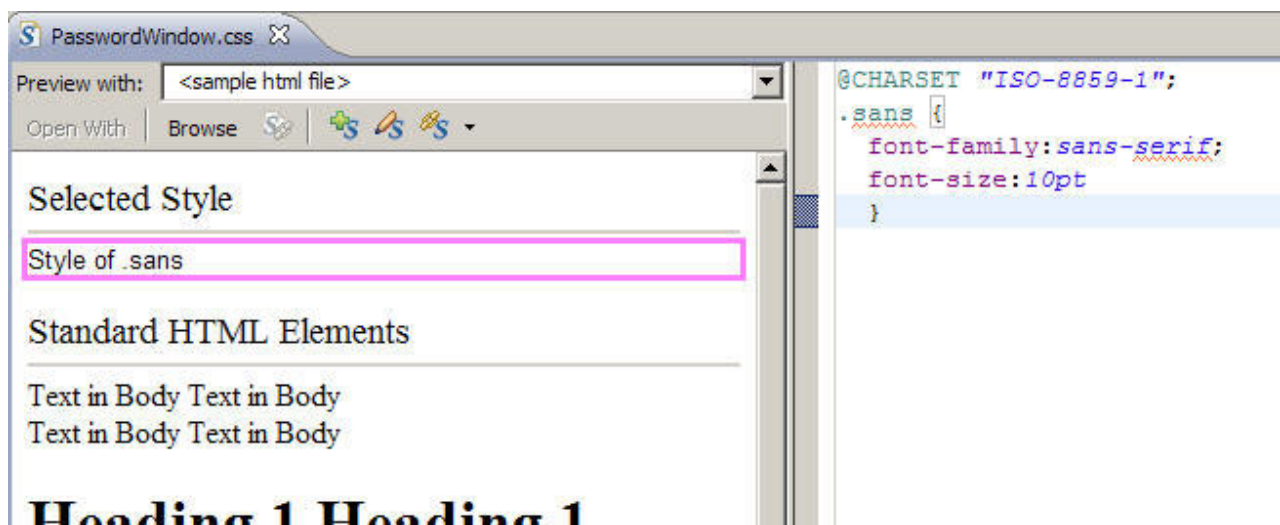 PasswordWindow.css
Preview with: <sample html file>
Open With Browse
Selected Style
Style of .sans
Standard HTML Elements
Text in Body Text in Body
Text in Body Text in Body
Heading 1 Heading 1
@CHARSET "ISO-8859-1";
.sans {
font-family:sans-serif;
font-size:10pt
}